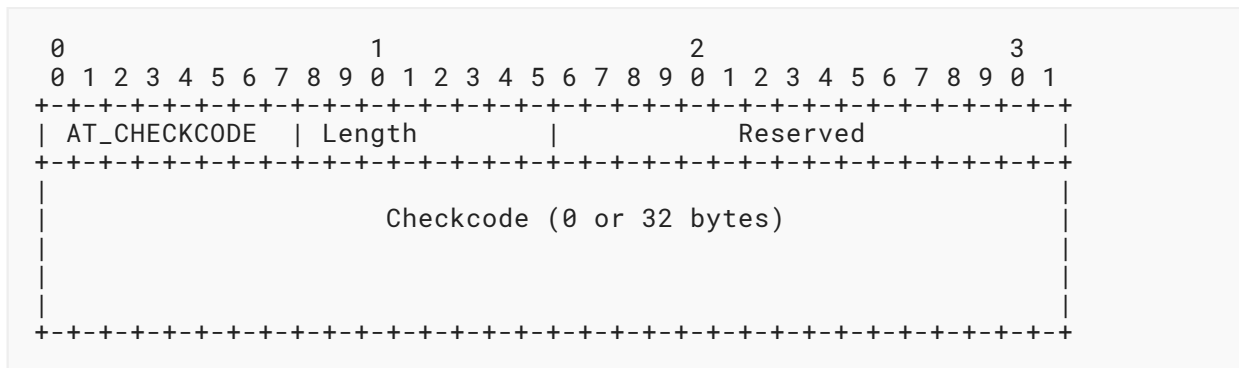 0                   1                   2                   3
 0 1 2 3 4 5 6 7 8 9 0 1 2 3 4 5 6 7 8 9 0 1 2 3 4 5 6 7 8 9 0 1
+-+-+-+-+-+-+-+-+-+-+-+-+-+-+-+-+-+-+-+-+-+-+-+-+-+-+-+-+-+-+-+-+
| AT_CHECKCODE  | Length        |           Reserved            |
+-+-+-+-+-+-+-+-+-+-+-+-+-+-+-+-+-+-+-+-+-+-+-+-+-+-+-+-+-+-+-+-+
|                                                               |
|                     Checkcode (0 or 32 bytes)                 |
|                                                               |
|                                                               |
|                                                               |
+-+-+-+-+-+-+-+-+-+-+-+-+-+-+-+-+-+-+-+-+-+-+-+-+-+-+-+-+-+-+-+-+